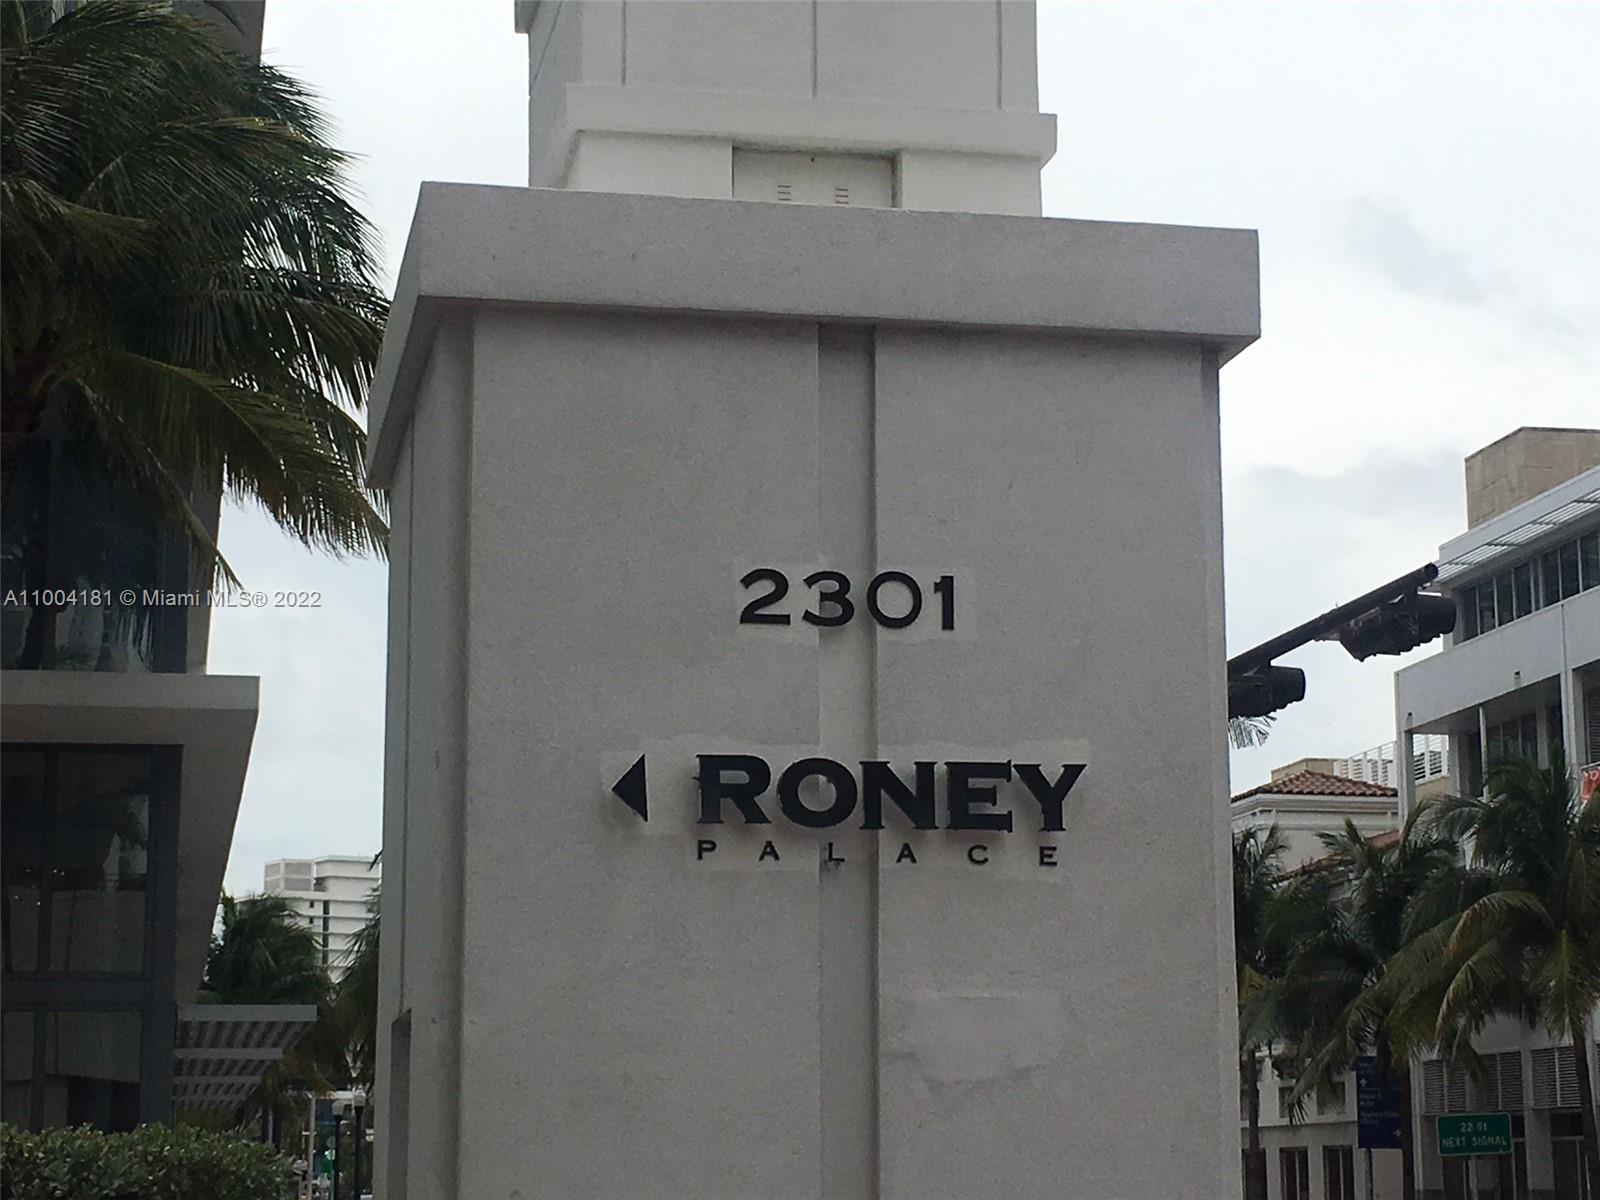 2301
RONEY
PALACE
A11004181 © Miami MLS® 2022
22 St
NEXT SIGNAL